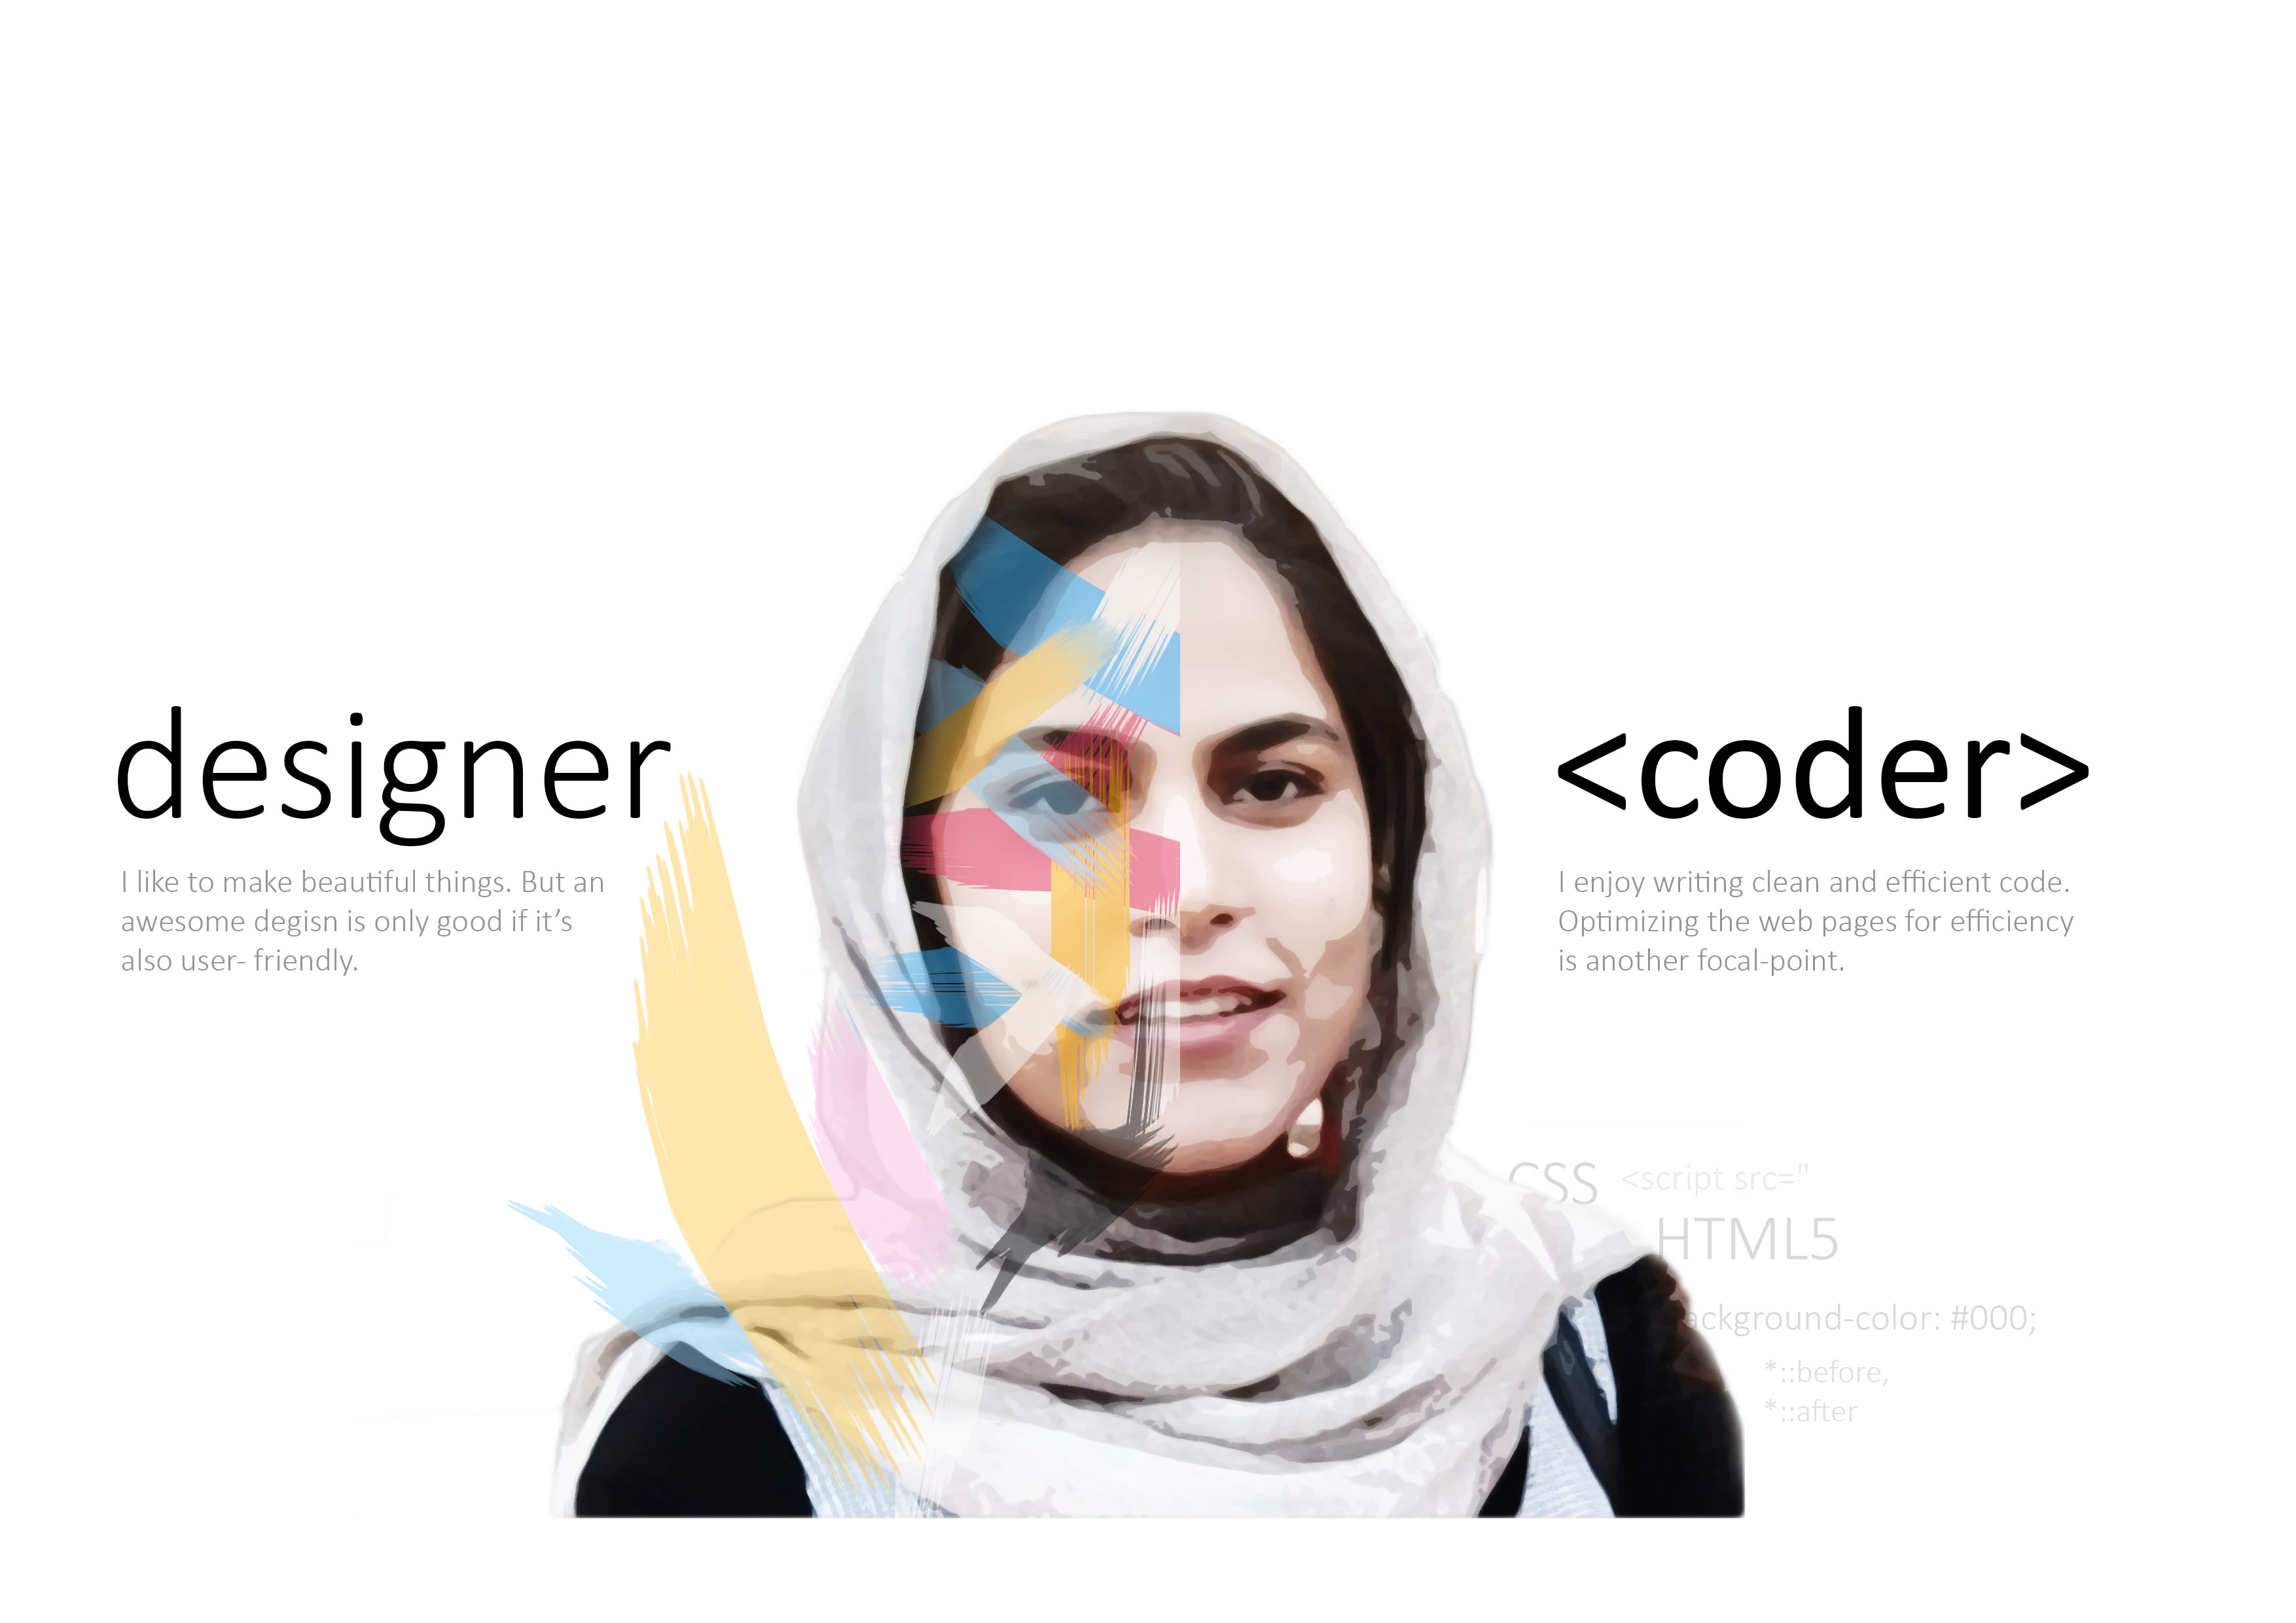 designer
I like to make beautiful things. But an
awesome degisn is only good if it’s
also user- friendly.
<coder>
I enjoy writing clean and efficient code.
Optimizing the web pages for efficiency
is another focal-point.
CSS <script src="
HTML5
ackground-color: #000;
*::before,
*::after